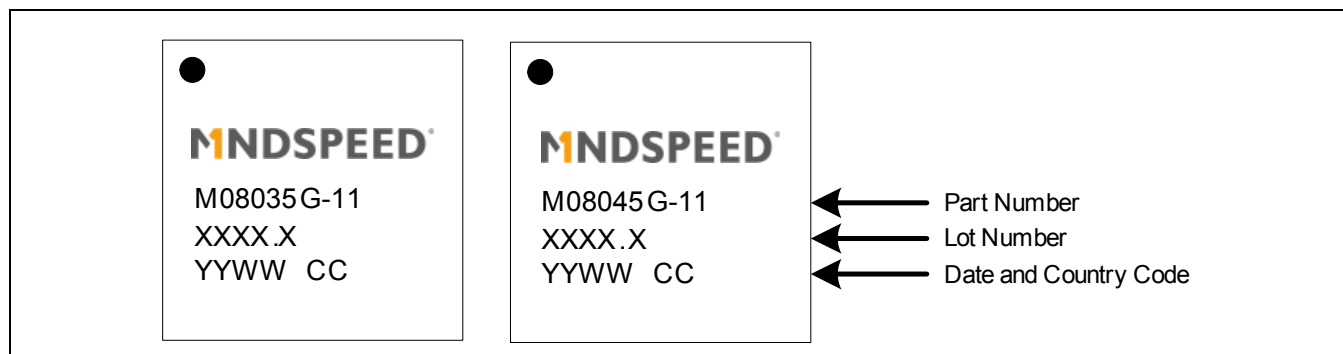 MINDSPEED®
M08035G-11
XXXX.X
YYWW CC
MINDSPEED®
M08045G-11
XXXX.X
YYWW CC
Part Number
Lot Number
Date and Country Code